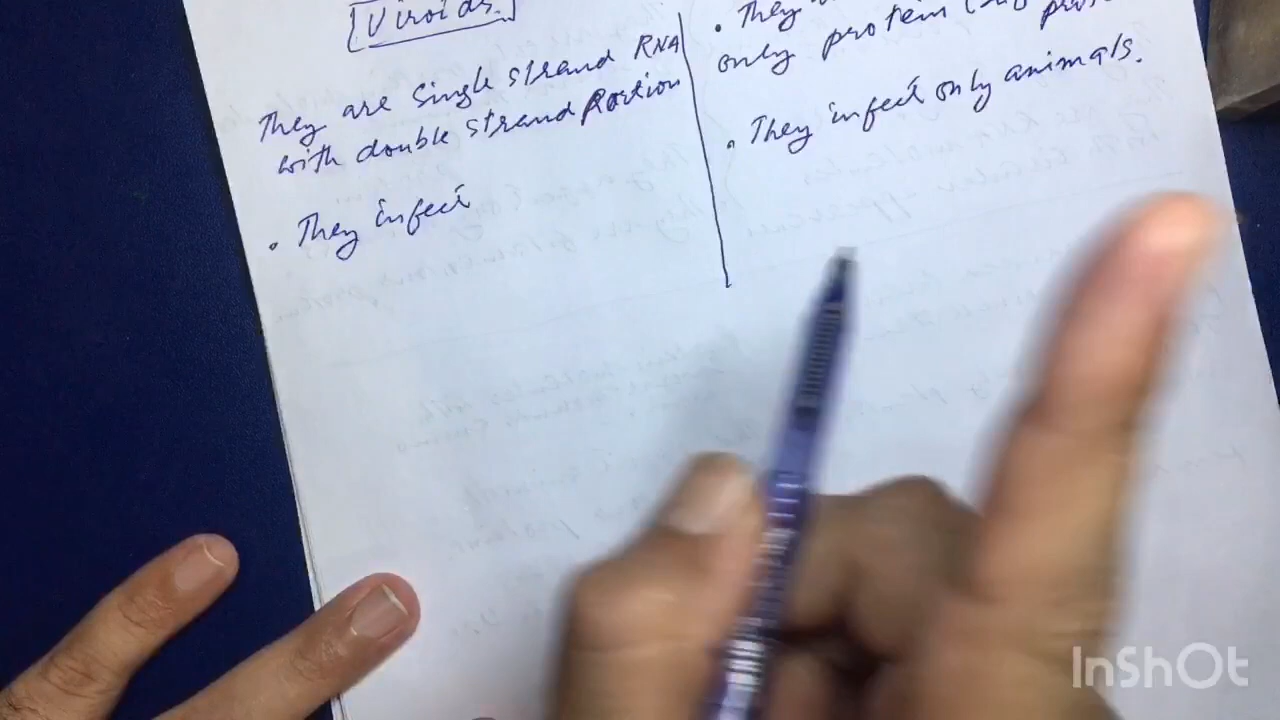 Viroids.
They are Single strand RNA
with double strand Portion
• They infect
• They
only protein
• They infect only animals.
InShOt